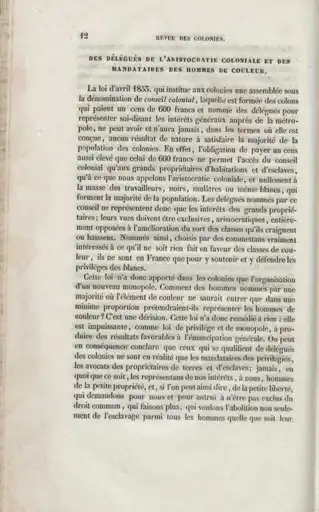 12
REVUE DES COLONIES.
DES DÉLÉGUÉS DE L'ARISTOCRATIE COLONIALE ET DES
MANDATAIRES DES HOMMES DE COULEUR.
La loi d'avril 1833, qui institue aux colonies une assemblée sous
la dénomination de conseil colonial, laquelle est formée des colons
qui paient un cens de 600 francs et nomme des délégués pour
représenter soi-disant les intérêts généraux auprès de la métro-
pole, ne peut avoir et n'aura jamais, dans les termes où elle est
conçue, aucun résultat de nature à satisfaire la majorité de la
population des colonies. En effet, l'obligation de payer un cens
aussi élevé que celui de 600 francs ne permet l'accès du conseil
colonial qu'aux grands propriétaires d'habitations et d'esclaves,
qu'à ce que nous appelons l'aristocratie coloniale, et nullement à
la masse des travailleurs, noirs, mulâtres ou même blancs, qui
forment la majorité de la population. Les délégués nommés par ce
conseil ne représentent donc que les intérêts des grands proprié-
taires; leurs vues doivent être exclusives, aristocratiques, entière-
ment opposées à l'amélioration du sort des classes qu'ils craignent
ou haïssent. Nommés ainsi, choisis par des commettans vraiment
intéressés à ce qu'il ne soit rien fait en faveur des classes de cou-
leur, ils ne sont en France que pour y soutenir et y défendre les
priviléges des blancs.
Cette loi n'a donc apporté dans les colonies que l'organisation
d'un nouveau monopole. Comment des hommes nommés par une
majorité où l'élément de couleur ne saurait entrer que dans une
minime proportion prétendraient-ils représenter les hommes de
couleur? C'est une dérision. Cette loi n'a donc remédié à rien : elle
est impuissante, comme loi de privilége et de monopole, à pro-
duire des résultats favorables à l'émancipation générale. On peut
en conséquence confondre que ceux qui se qualifient de délégués
des colonies ne sont en réalité que les mandataires des privilégiés,
les avocats des propriétaires de terres et d'esclaves; jamais, en
quoi que ce soit, les représentans de nos intérêts, à nous, hommes
de la petite propriété, et, si l'on peut ainsi dire, de la petite liberté,
qui demandons pour nous et pour autrui à n'être pas exclus du
droit commun, qui faisons plus, qui voulons l'abolition non seule-
ment de l'esclavage parmi tous les hommes quelle que soit leur